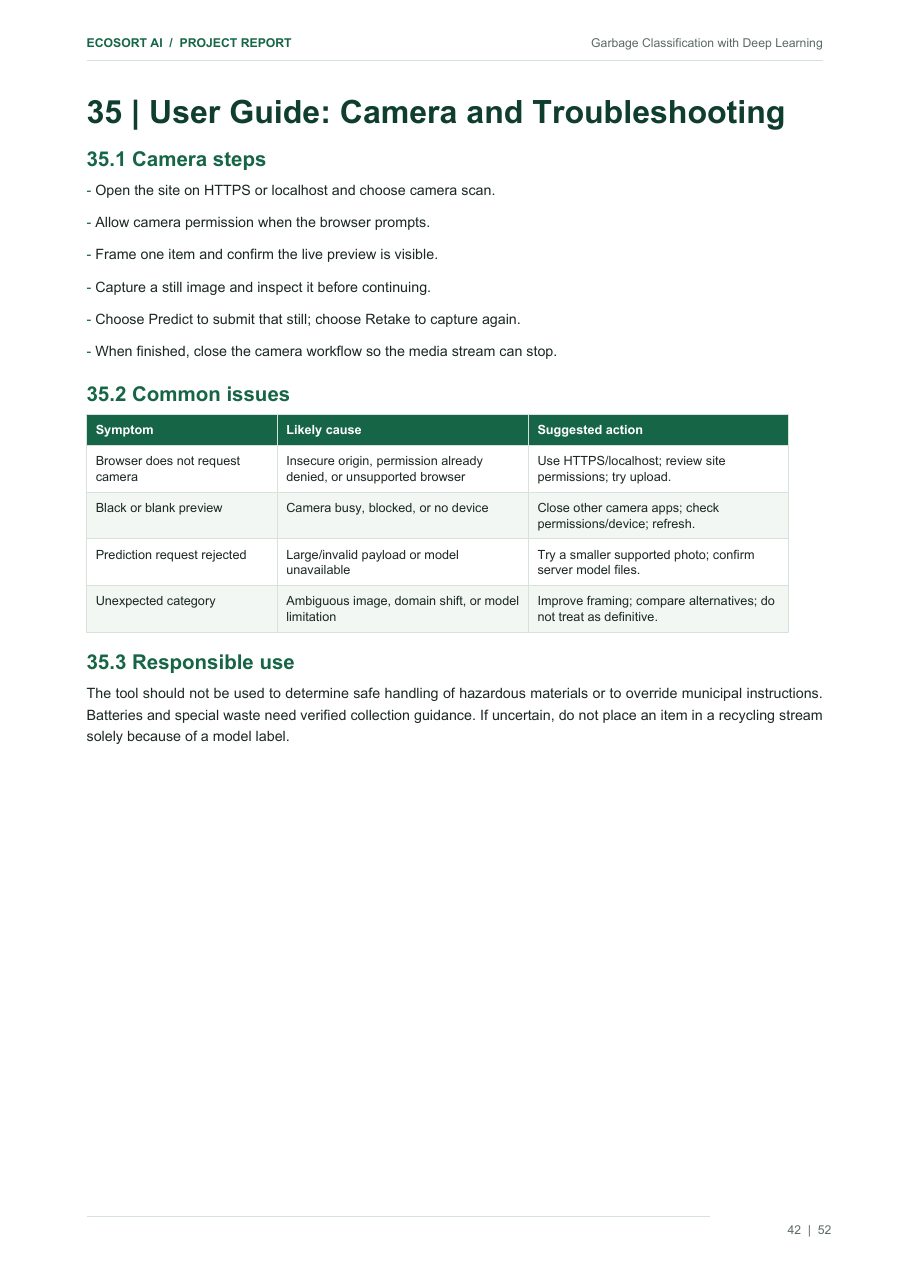 ECOSORT AI / PROJECT REPORT
Garbage Classification with Deep Learning
35 | User Guide: Camera and Troubleshooting
35.1 Camera steps
- Open the site on HTTPS or localhost and choose camera scan.
- Allow camera permission when the browser prompts.
- Frame one item and confirm the live preview is visible.
- Capture a still image and inspect it before continuing.
- Choose Predict to submit that still; choose Retake to capture again.
- When finished, close the camera workflow so the media stream can stop.
35.2 Common issues
Symptom
Likely cause
Suggested action
Browser does not request
camera
Insecure origin, permission already
denied, or unsupported browser
Use HTTPS/localhost; review site
permissions; try upload.
Black or blank preview
Camera busy, blocked, or no device
Close other camera apps; check
permissions/device; refresh.
Prediction request rejected
Large/invalid payload or model
unavailable
Try a smaller supported photo; confirm
server model files.
Unexpected category
Ambiguous image, domain shift, or model
limitation
Improve framing; compare alternatives; do
not treat as definitive.
35.3 Responsible use
The tool should not be used to determine safe handling of hazardous materials or to override municipal instructions.
Batteries and special waste need verified collection guidance. If uncertain, do not place an item in a recycling stream
solely because of a model label.
42 | 52